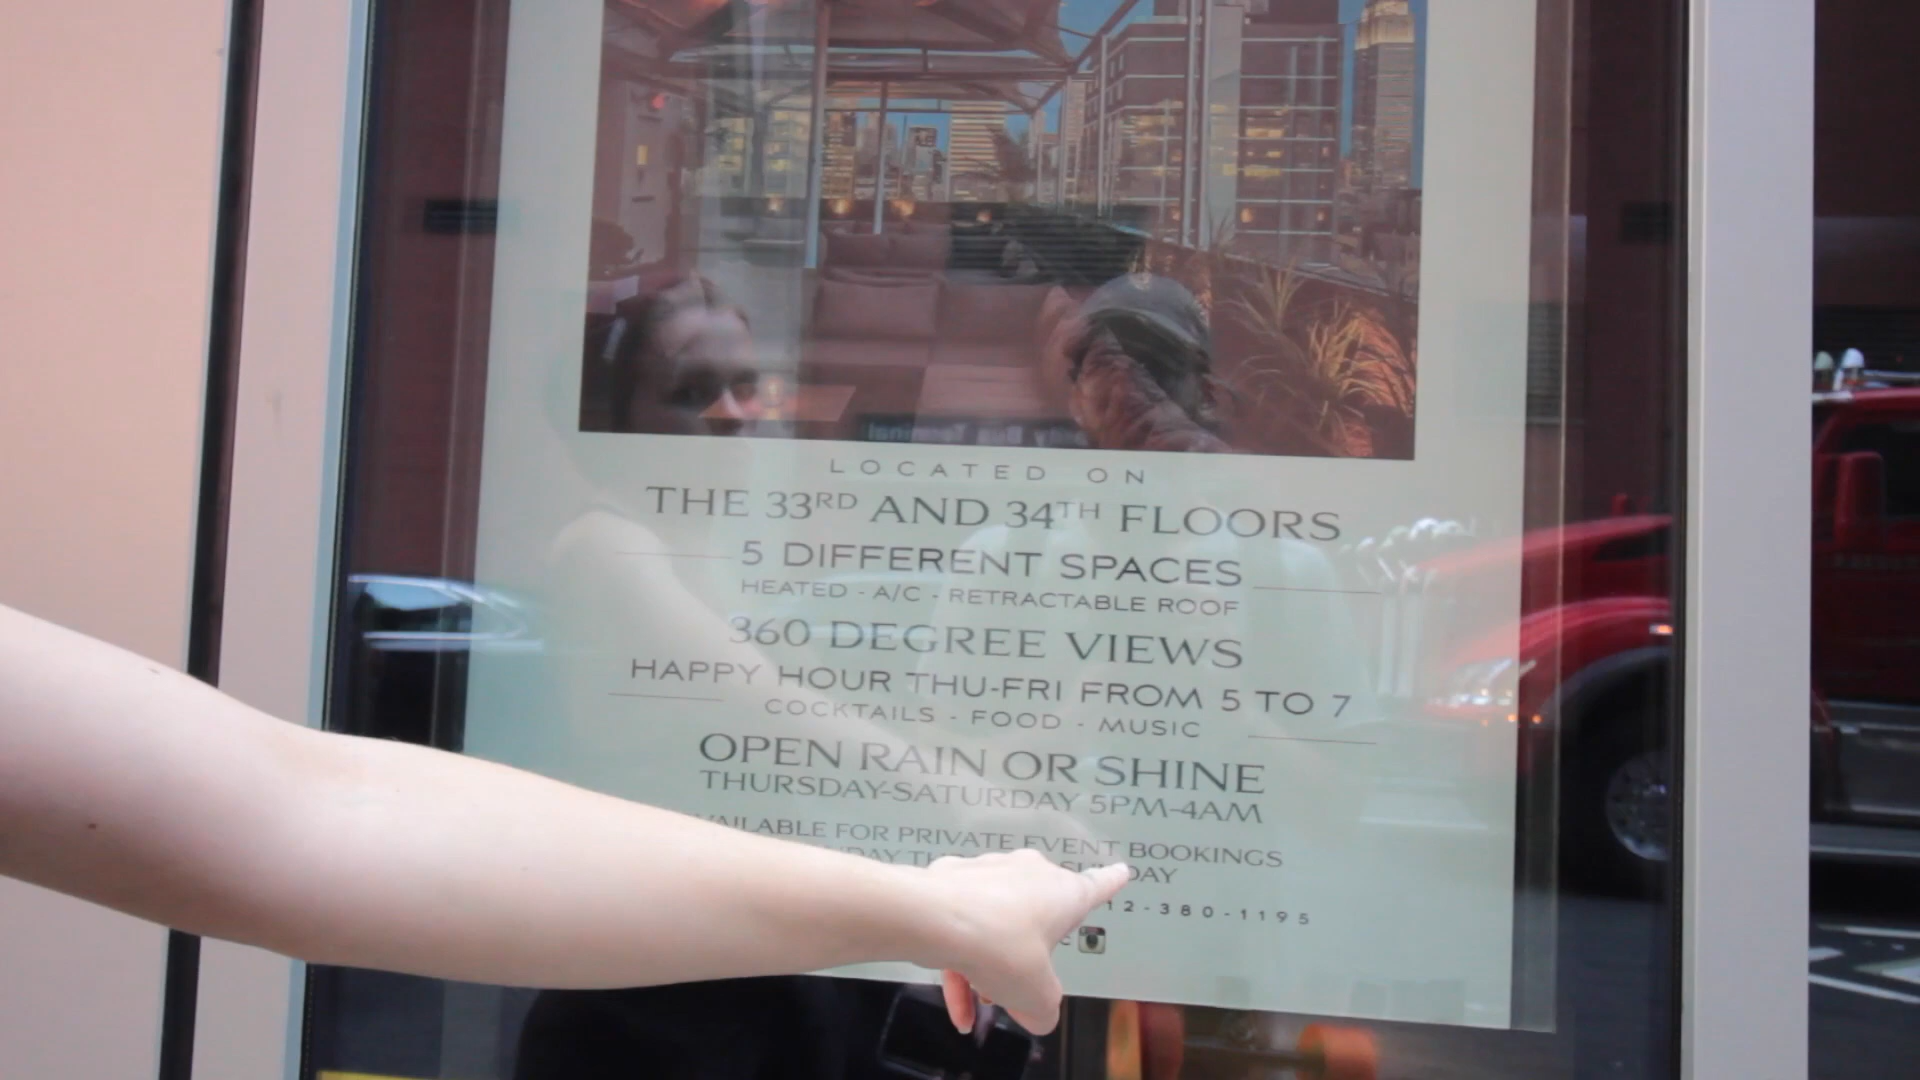 LOCATED ON
THE 33RD AND 34TH FLOORS
5 DIFFERENT SPACES
HEATED - A/C - RETRACTABLE ROOF
360 DEGREE VIEWS
HAPPY HOUR THU-FRI FROM 5 TO 7
COCKTAILS - FOOD - MUSIC
OPEN RAIN OR SHINE
THURSDAY-SATURDAY 5PM-4AM
FOR PRIVATE EVENT BOOKINGS
12-380-1195